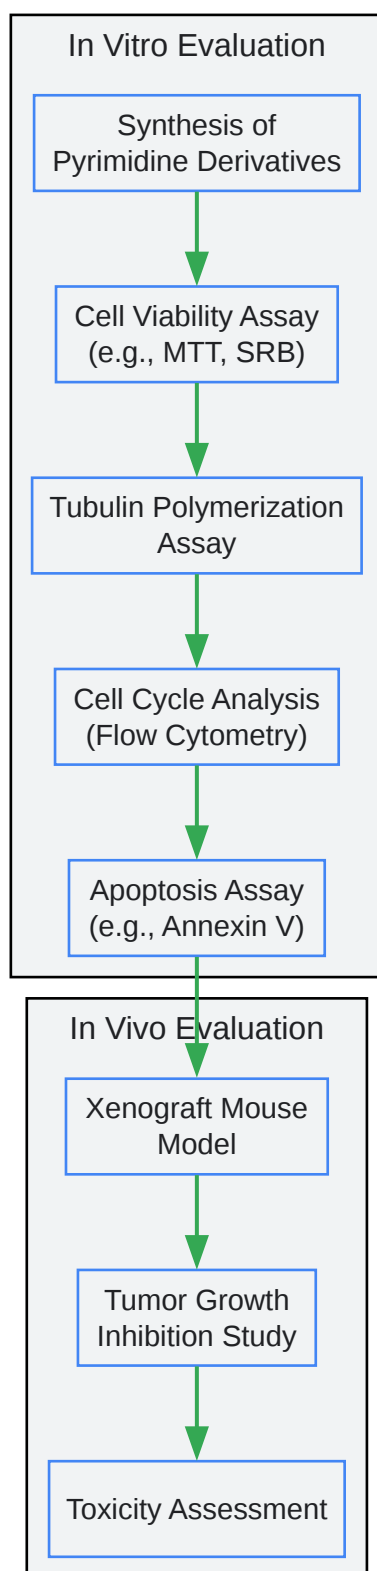 In Vitro Evaluation
Synthesis of
Pyrimidine Derivatives
Cell Viability Assay
(e.g., MTT, SRB)
Tubulin Polymerization
Assay
Cell Cycle Analysis
(Flow Cytometry)
Apoptosis Assay
(e.g., Annexin V)
In Vivo Evaluation
Xenograft Mouse
Model
Tumor Growth
Inhibition Study
Toxicity Assessment